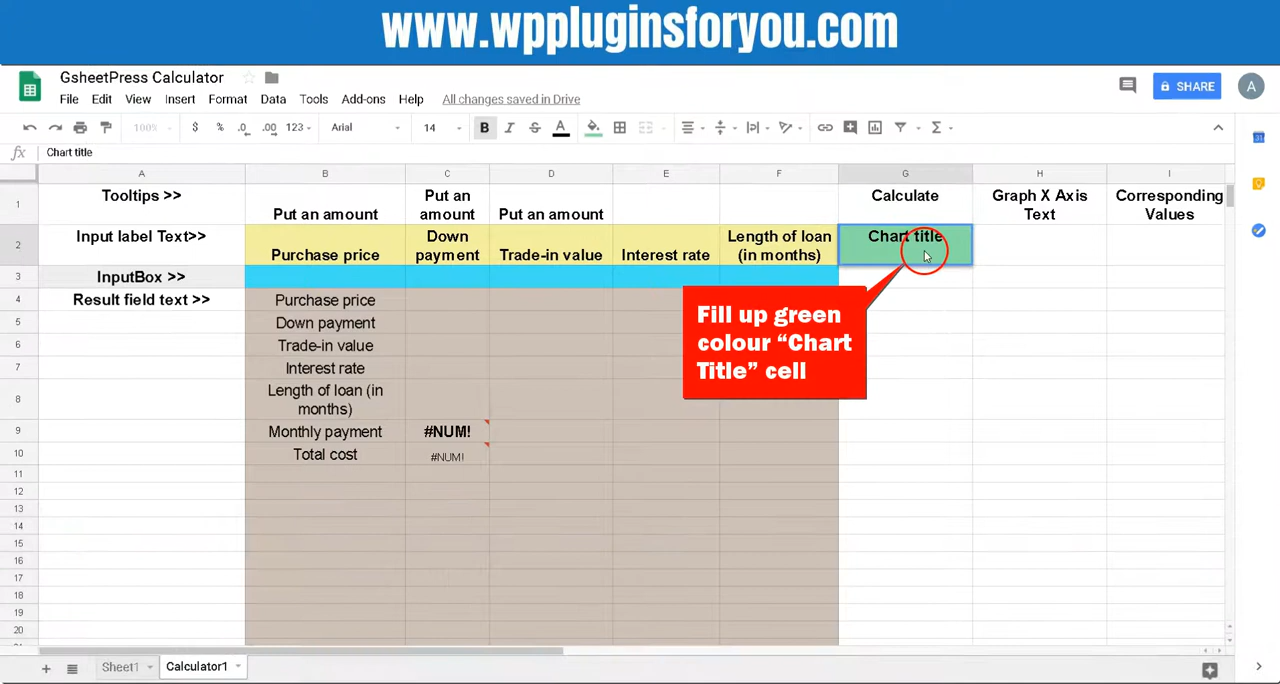 www.wppluginsforyou.com
GsheetPress Calculator
SHARE
A
File Edit View Insert Format Data Tools Add-ons Help All changes saved in Drive
100% $ % .0 .00 123 Arial 14 B I S A Σ
fx Chart title
A B C D E F G H I
1 Tooltips >> Put an amount Put an amount Put an amount Calculate Graph X Axis Text Corresponding Values
2 Input label Text>> Purchase price Down payment Trade-in value Interest rate Length of loan (in months) Chart title
3 InputBox >>
4 Result field text >> Purchase price
5 Down payment
6 Trade-in value
7 Interest rate
8 Length of loan (in months)
9 Monthly payment #NUM!
10 Total cost #NUM!
11
12
13
14
15
16
17
18
19
20
Fill up green
colour “Chart
Title” cell
+ Sheet1 Calculator1